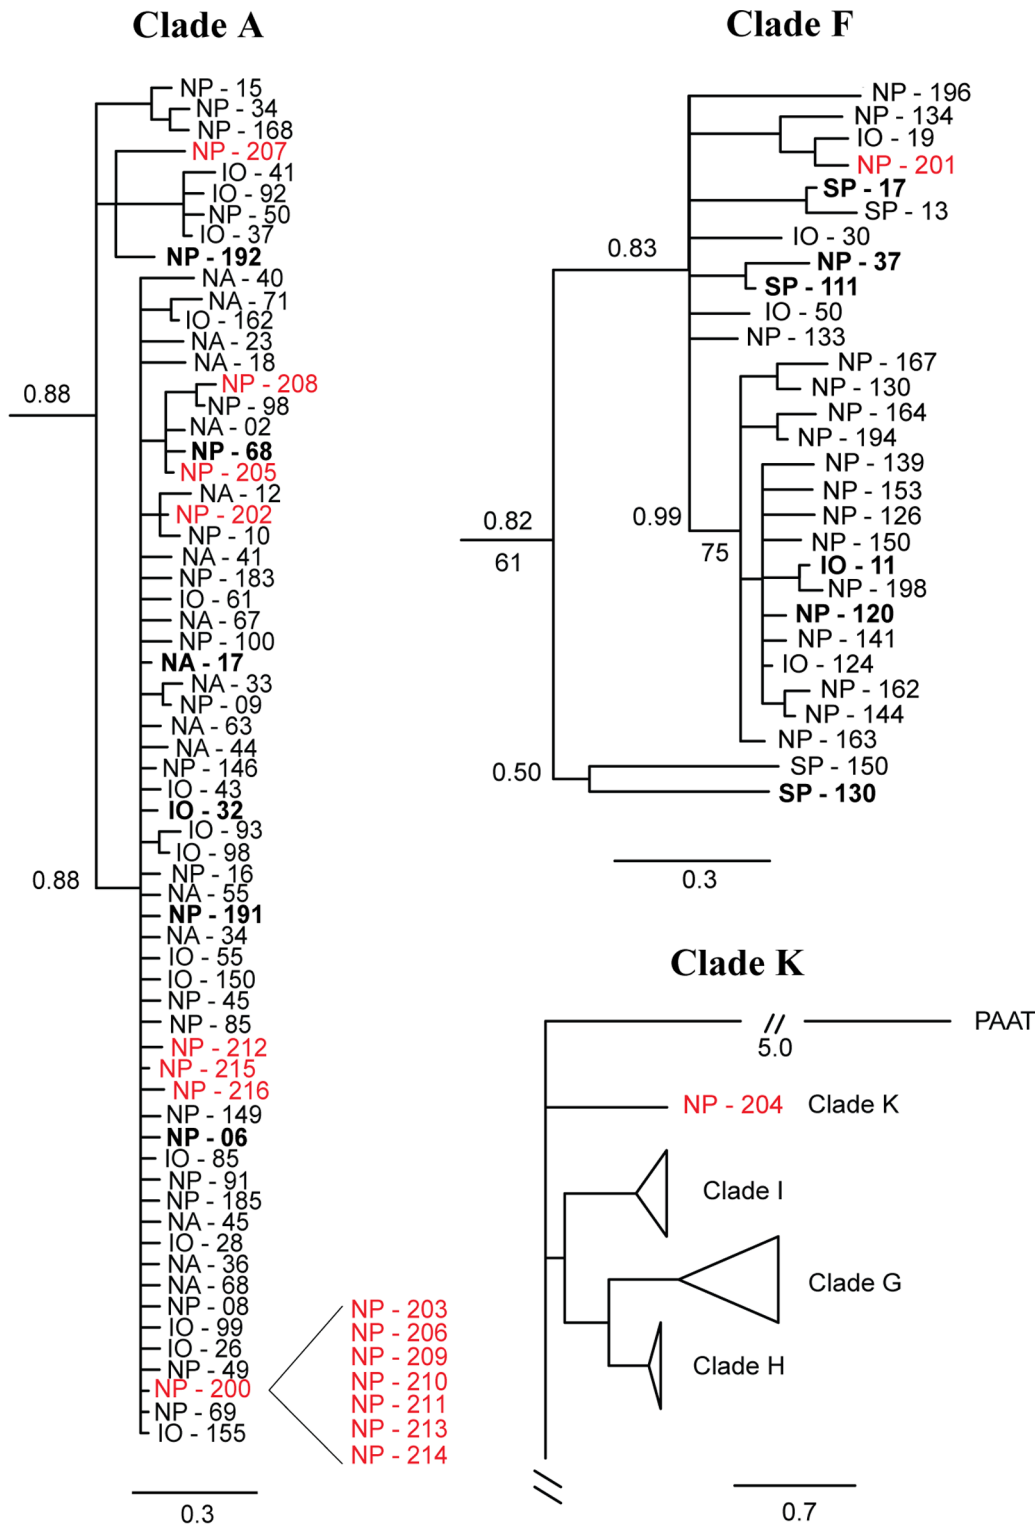 Clade A
NP - 15
NP - 34
NP - 168
NP - 207
IO - 41
IO - 92
NP - 50
IO - 37
NP - 192
NA - 40
NA - 71
IO - 162
NA - 23
NA - 18
0.88
NP - 208
NP - 98
NA - 02
NP - 68
NP - 205
NA - 12
NP - 202
NP - 10
NA - 41
NP - 183
IO - 61
NA - 67
NP - 100
NA - 17
NA - 33
NP - 09
NA - 63
NA - 44
NP - 146
IO - 43
IO - 32
IO - 93
IO - 98
NP - 16
0.88
NA - 55
NP - 191
NA - 34
IO - 55
IO - 150
NP - 45
NP - 85
NP - 212
NP - 215
NP - 216
NP - 149
NP - 06
IO - 85
NP - 91
NP - 185
NA - 45
IO - 28
NA - 36
NA - 68
NP - 08
IO - 99
IO - 26
NP - 49
NP - 200
NP - 69
IO - 155
NP - 203
NP - 206
NP - 209
NP - 210
NP - 211
NP - 213
NP - 214
0.3
Clade F
NP - 196
NP - 134
IO - 19
NP - 201
SP - 17
SP - 13
IO - 30
0.83
NP - 37
SP - 111
IO - 50
NP - 133
NP - 167
NP - 130
NP - 164
NP - 194
NP - 139
NP - 153
NP - 126
0.99
0.82
NP - 150
75
61
IO - 11
NP - 198
NP - 120
NP - 141
IO - 124
NP - 162
NP - 144
NP - 163
SP - 150
0.50
SP - 130
0.3
Clade K
PAAT
5.0
NP - 204 Clade K
Clade I
Clade G
Clade H
0.7